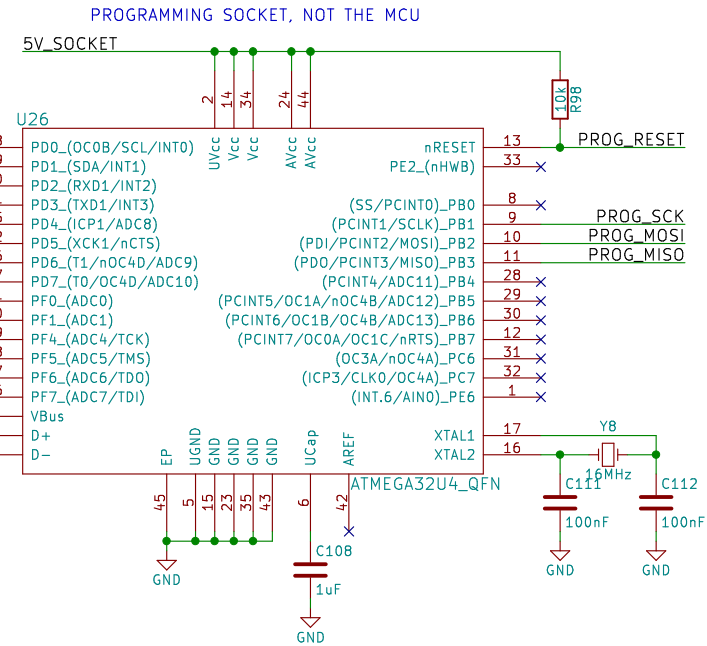 PROGRAMMING SOCKET, NOT THE MCU
5V_SOCKET
2
14
34
24
44
10k
R98
U26
UVcc
Vcc
Vcc
AVcc
AVcc
PD0_(OC0B/SCL/INT0)
PD1_(SDA/INT1)
PD2_(RXD1/INT2)
PD3_(TXD1/INT3)
PD4_(ICP1/ADC8)
PD5_(XCK1/nCTS)
PD6_(T1/nOC4D/ADC9)
PD7_(T0/OC4D/ADC10)
PF0_(ADC0)
PF1_(ADC1)
PF4_(ADC4/TCK)
PF5_(ADC5/TMS)
PF6_(ADC6/TDO)
PF7_(ADC7/TDI)
VBus
D+
D-
nRESET 13 PROG_RESET
PE2_(nHWB) 33
(SS/PCINT0)_PB0 8
(PCINT1/SCLK)_PB1 9 PROG_SCK
(PDI/PCINT2/MOSI)_PB2 10 PROG_MOSI
(PDO/PCINT3/MISO)_PB3 11 PROG_MISO
(PCINT4/ADC11)_PB4 28
(PCINT5/OC1A/nOC4B/ADC12)_PB5 29
(PCINT6/OC1B/OC4B/ADC13)_PB6 30
(PCINT7/OC0A/OC1C/nRTS)_PB7 12
(OC3A/nOC4A)_PC6 31
(ICP3/CLK0/OC4A)_PC7 32
(INT.6/AIN0)_PE6 1
XTAL1 17
XTAL2 16
Y8
16MHz
EP
UGND
GND
GND
GND
GND
UCap
AREF
ATMEGA32U4_QFN
45
5
15
23
35
43
6
42
C111
100nF
C112
100nF
C108
1uF
GND
GND
GND
GND